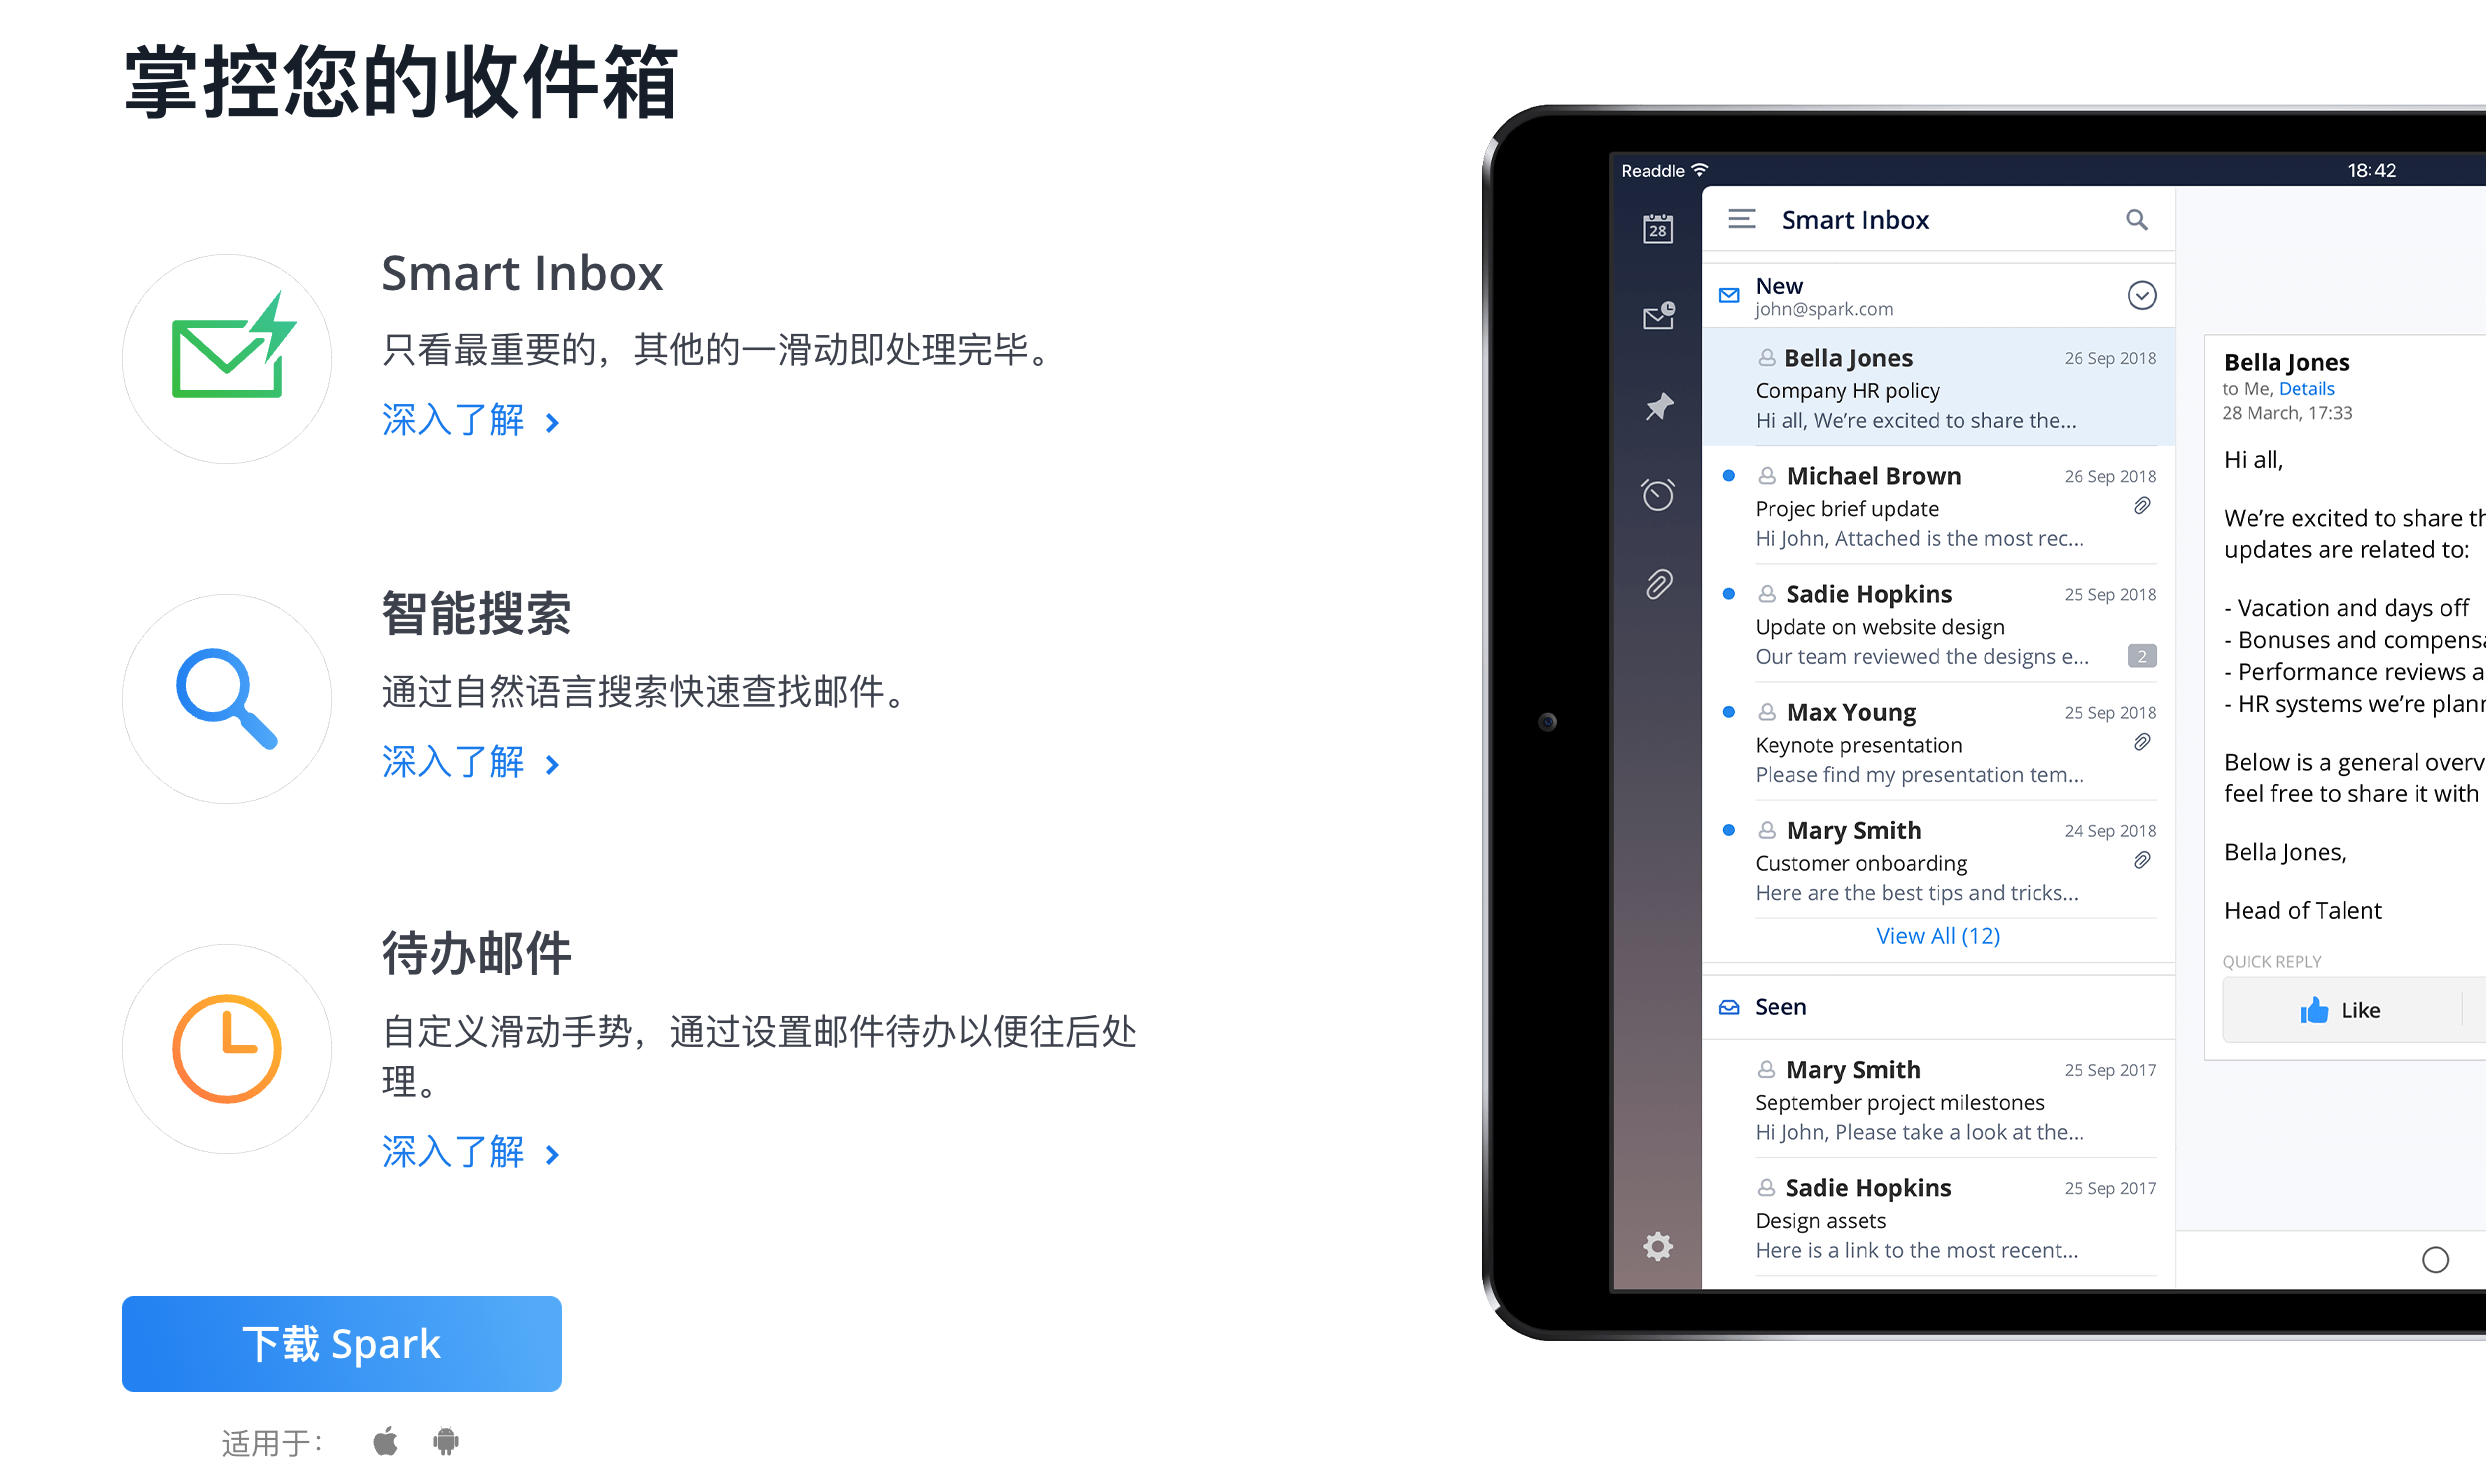 掌控您的收件箱
Smart Inbox
只看最重要的，其他的一滑动即处理完毕。
深入了解
智能搜索
通过自然语言搜索快速查找邮件。
深入了解
待办邮件
自定义滑动手势，通过设置邮件待办以便往后处
理。
深入了解
下载 Spark
适用于：
Readdle
18:42
28
Smart Inbox
New
john@spark.com
Bella Jones
26 Sep 2018
Company HR policy
Hi all, We’re excited to share the...
Michael Brown
26 Sep 2018
Projec brief update
Hi John, Attached is the most rec...
Sadie Hopkins
25 Sep 2018
Update on website design
Our team reviewed the designs e...
2
Max Young
25 Sep 2018
Keynote presentation
Please find my presentation tem...
Mary Smith
24 Sep 2018
Customer onboarding
Here are the best tips and tricks...
View All (12)
Seen
Mary Smith
25 Sep 2017
September project milestones
Hi John, Please take a look at the...
Sadie Hopkins
25 Sep 2017
Design assets
Here is a link to the most recent...
Bella Jones
to Me, Details
28 March, 17:33
Hi all,
We’re excited to share
updates are related to:
- Vacation and days off
- Bonuses and
- Performance reviews
- HR systems we’re
Below is a general
feel free to share it with
Bella Jones,
Head of Talent
QUICK REPLY
Like